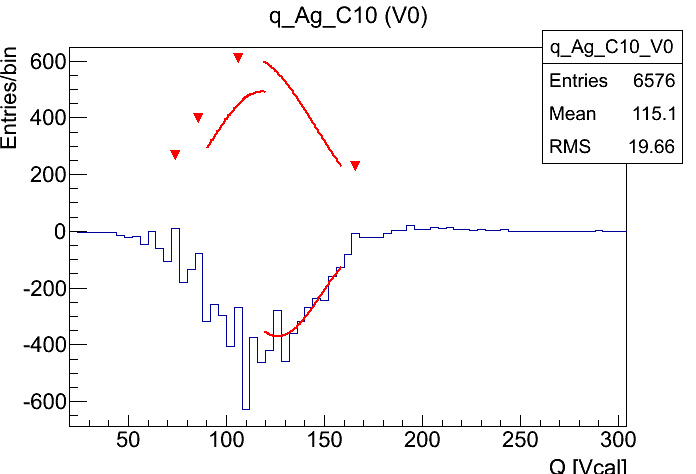 q_Ag_C10 (V0)
q_Ag_C10_V0
Entries 6576
Mean 115.1
RMS 19.66
Entries/bin
600
400
200
0
-200
-400
-600
50 100 150 200 250 300
Q [Vcal]